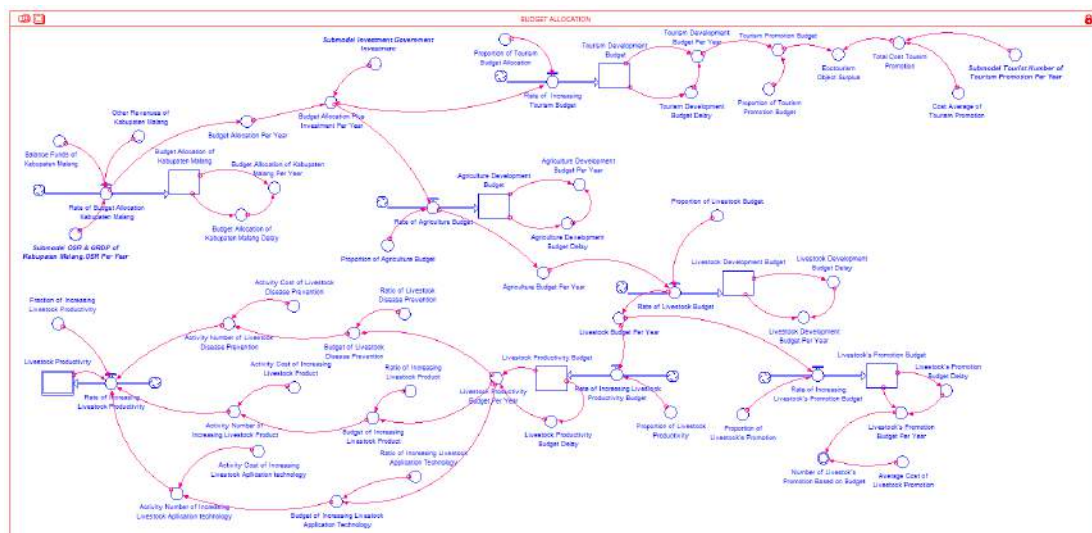 BUDGET ALLOCATION
Submodel Investment.Government
Investment
Proportion of Tourism
Budget Allocation
Tourism Development
Budget
Tourism Development
Budget Per Year
Tourism Promotion Budget
Ecotourism
Object Surplus
Total Cost Tourism
Promotion
Submodel Tourist.Number of
Tourism Promotion Per Year
Rate of Increasing
Tourism Budget
Tourism Development
Budget Delay
Proportion of Tourism
Promotion Budget
Cost Average of
Tourism Promotion
Other Revenues of
Kabupaten Malang
Budget Allocation Per Year
Budget Allocation Plus
Investment Per Year
Balance Funds of
Kabupaten Malang
Budget Allocation of
Kabupaten Malang
Budget Allocation of Kabupaten
Malang Per Year
Rate of Budget Allocation
Kabupaten Malang
Budget Allocation of
Kabupaten Malang Delay
Submodel OSR & GRDP of
Kabupaten Malang.OSR Per Year
Agriculture Development
Budget
Agriculture Development
Budget Per Year
Rate of Agriculture Budget
Agriculture Development
Budget Delay
Proportion of Agriculture Budget
Agriculture Budget Per Year
Proportion of Livestock Budget
Livestock Development Budget
Livestock Development
Budget Delay
Rate of Livestock Budget
Livestock Development
Budget Per Year
Livestock Budget Per Year
Fraction of Increasing
Livestock Productivity
Activity Cost of Livestock
Disease Prevention
Ratio of Livestock
Disease Prevention
Activity Number of Livestock
Disease Prevention
Budget of Livestock
Disease Prevention
Livestock Productivity
Rate of Increasing
Livestock Productivity
Activity Cost of Increasing
Livestock Product
Ratio of Increasing
Livestock Product
Livestock Productivity
Budget Per Year
Livestock Productivity Budget
Rate of Increasing Livestock
Productivity Budget
Livestock's Promotion Budget
Livestock's Promotion
Budget Delay
Rate of Increasing
Livestock's Promotion Budget
Activity Number of
Increasing Livestock Product
Budget of Increasing
Livestock Product
Livestock Productivity
Budget Delay
Proportion of Livestock
Productivity
Proportion of
Livestock's Promotion
Livestock's Promotion
Budget Per Year
Activity Cost of Increasing
Livestock Apllication technology
Ratio of Increasing Livestock
Application Technology
Number of Livestock's
Promotion Based on Budget
Average Cost of
Livestock Promotion
Activity Number of Increasing
Livestock Apllication technology
Budget of Increasing Livestock
Application Technology